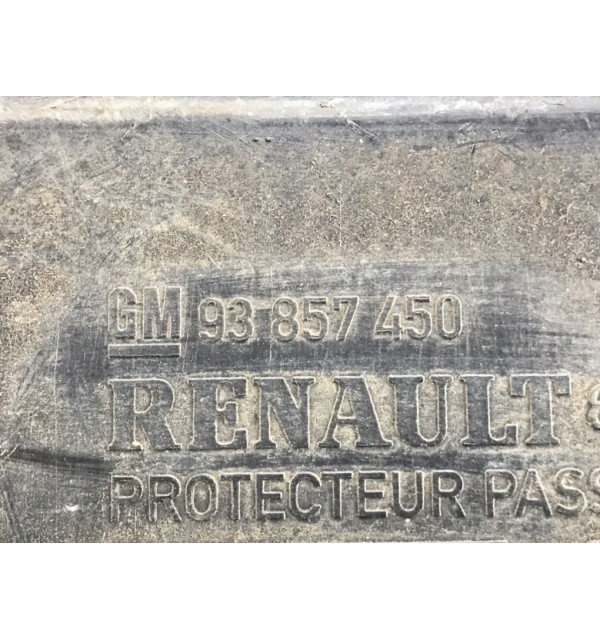 GM 93 857 450
RENAULT
PROTECTEUR PASS